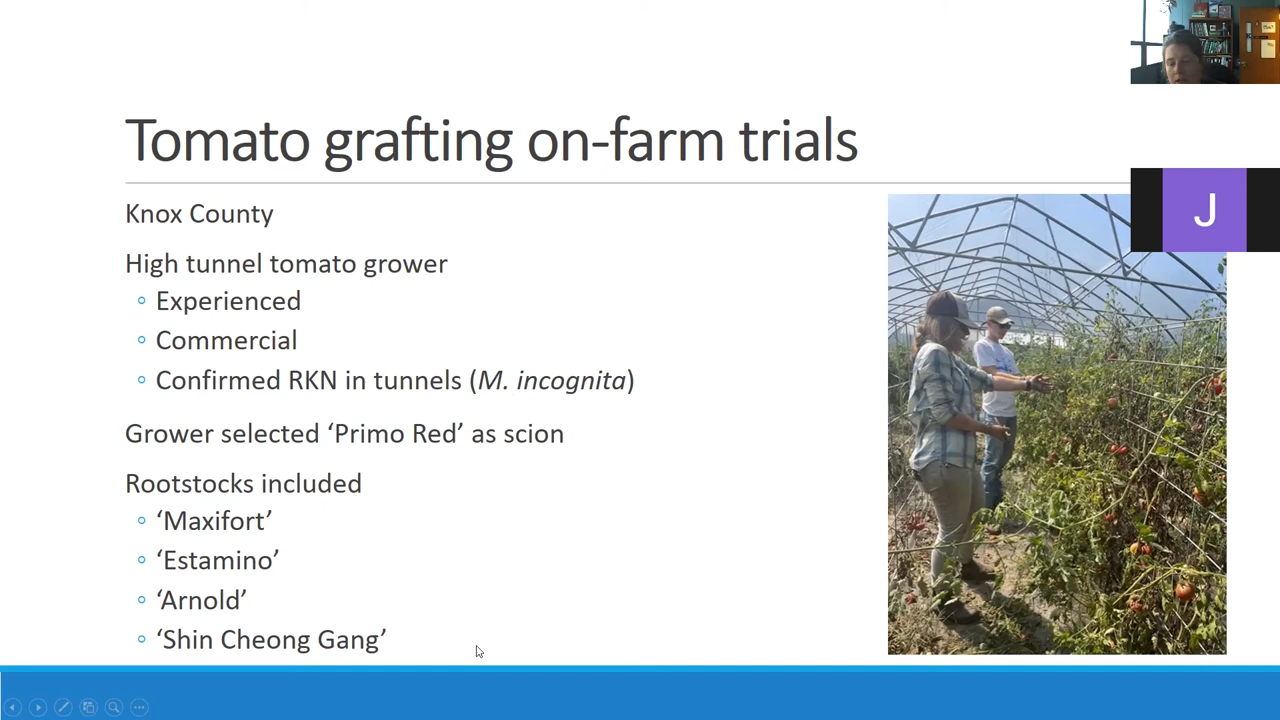 Tomato grafting on-farm trials
Knox County
High tunnel tomato grower
Experienced
Commercial
Confirmed RKN in tunnels (M. incognita)
Grower selected ‘Primo Red’ as scion
Rootstocks included
‘Maxifort’
‘Estamino’
‘Arnold’
‘Shin Cheong Gang’
J